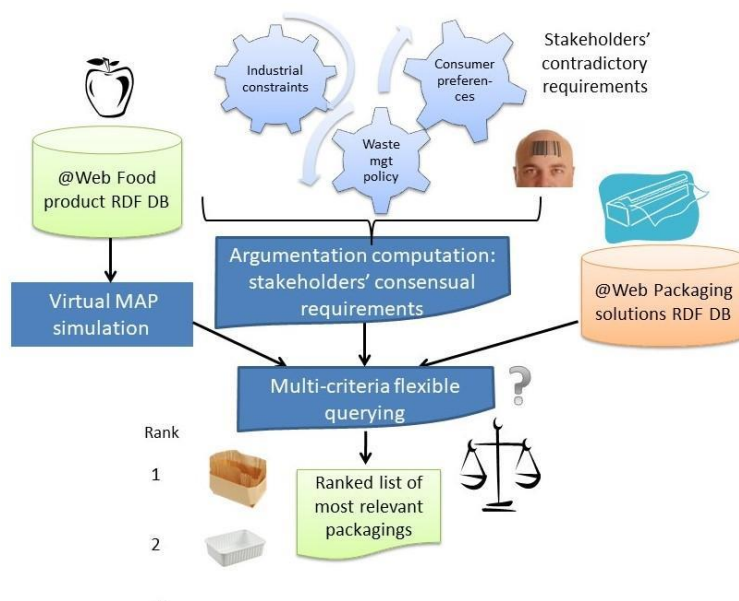 Industrial
constraints
Consumer
preferen-
ces
Waste
mgt
policy
Stakeholders'
contradictory
requirements
@Web Food
product RDF DB
Argumentation computation:
stakeholders' consensual
requirements
Virtual MAP
simulation
@Web Packaging
solutions RDF DB
Multi-criteria flexible
querying
?
Rank
1
2
Ranked list of
most relevant
packagings